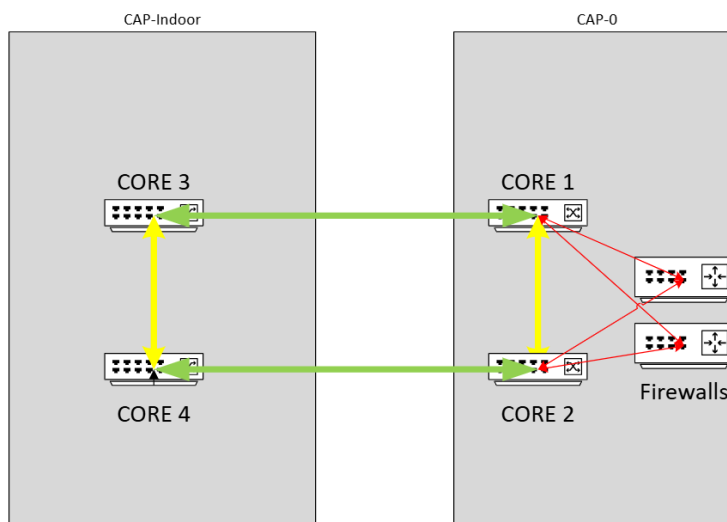 CAP-Indoor
CAP-0
CORE 3
CORE 1
CORE 4
CORE 2
Firewalls